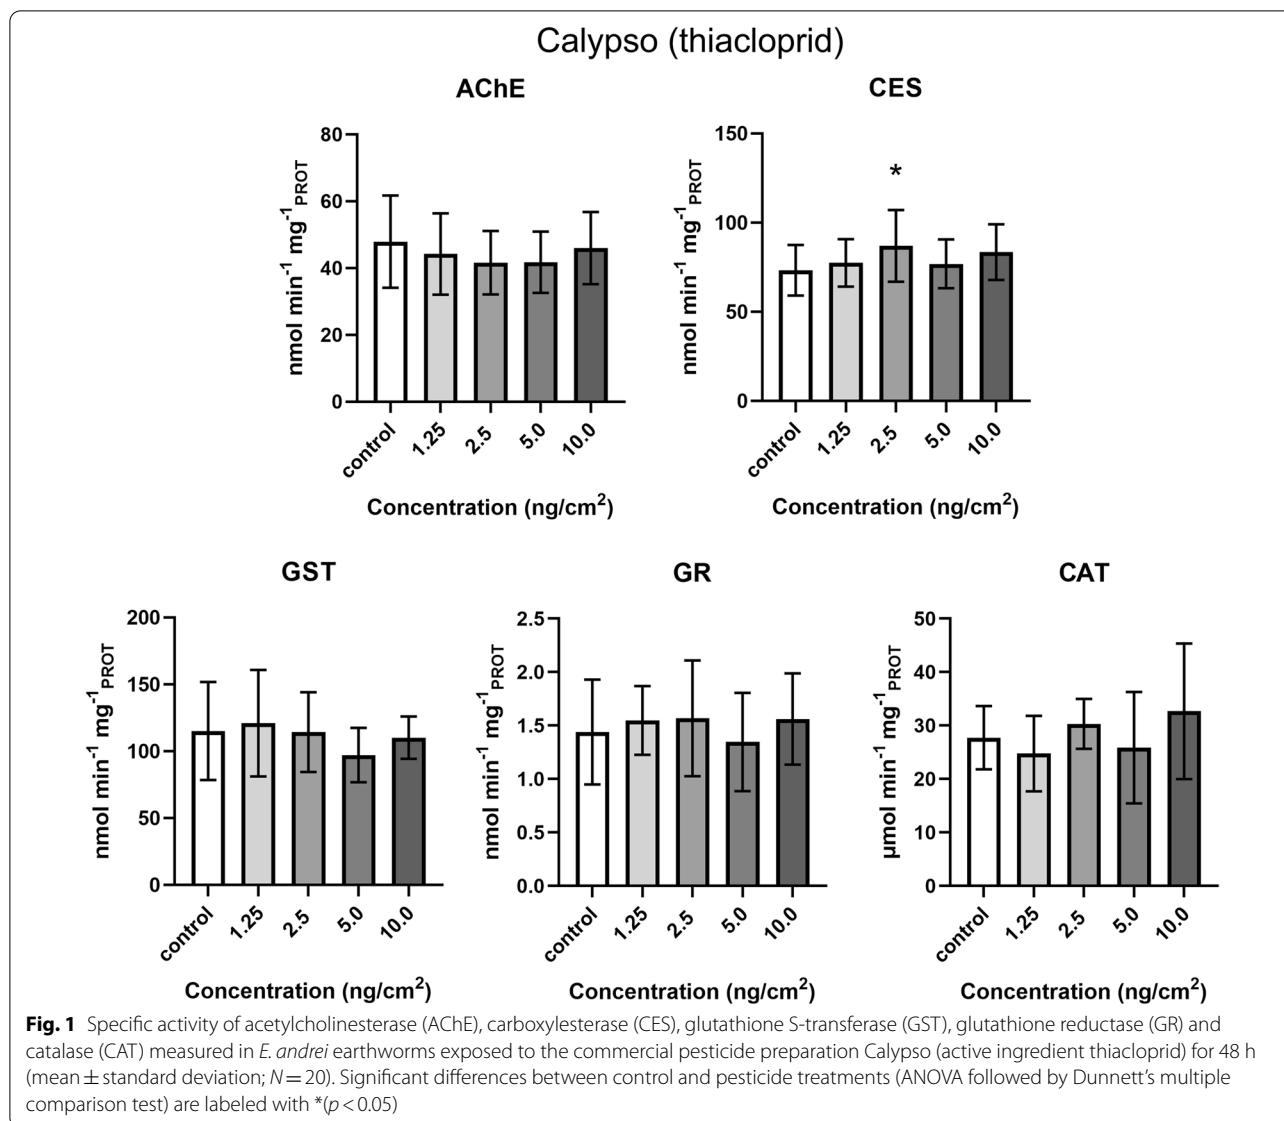 Calypso (thiacloprid)
AChE
nmol min⁻¹ mg⁻¹PROT
80
60
40
20
0
control
1.25
2.5
5.0
10.0
Concentration (ng/cm²)
CES
nmol min⁻¹ mg⁻¹PROT
150
100
50
0
*
control
1.25
2.5
5.0
10.0
Concentration (ng/cm²)
GST
nmol min⁻¹ mg⁻¹PROT
200
150
100
50
0
control
1.25
2.5
5.0
10.0
Concentration (ng/cm²)
GR
nmol min⁻¹ mg⁻¹PROT
2.5
2.0
1.5
1.0
0.5
0.0
control
1.25
2.5
5.0
10.0
Concentration (ng/cm²)
CAT
µmol min⁻¹ mg⁻¹PROT
50
40
30
20
10
0
control
1.25
2.5
5.0
10.0
Concentration (ng/cm²)
Fig. 1 Specific activity of acetylcholinesterase (AChE), carboxylesterase (CES), glutathione S-transferase (GST), glutathione reductase (GR) and
catalase (CAT) measured in E. andrei earthworms exposed to the commercial pesticide preparation Calypso (active ingredient thiacloprid) for 48 h
(mean ± standard deviation; N = 20). Significant differences between control and pesticide treatments (ANOVA followed by Dunnett's multiple
comparison test) are labeled with *(p < 0.05)